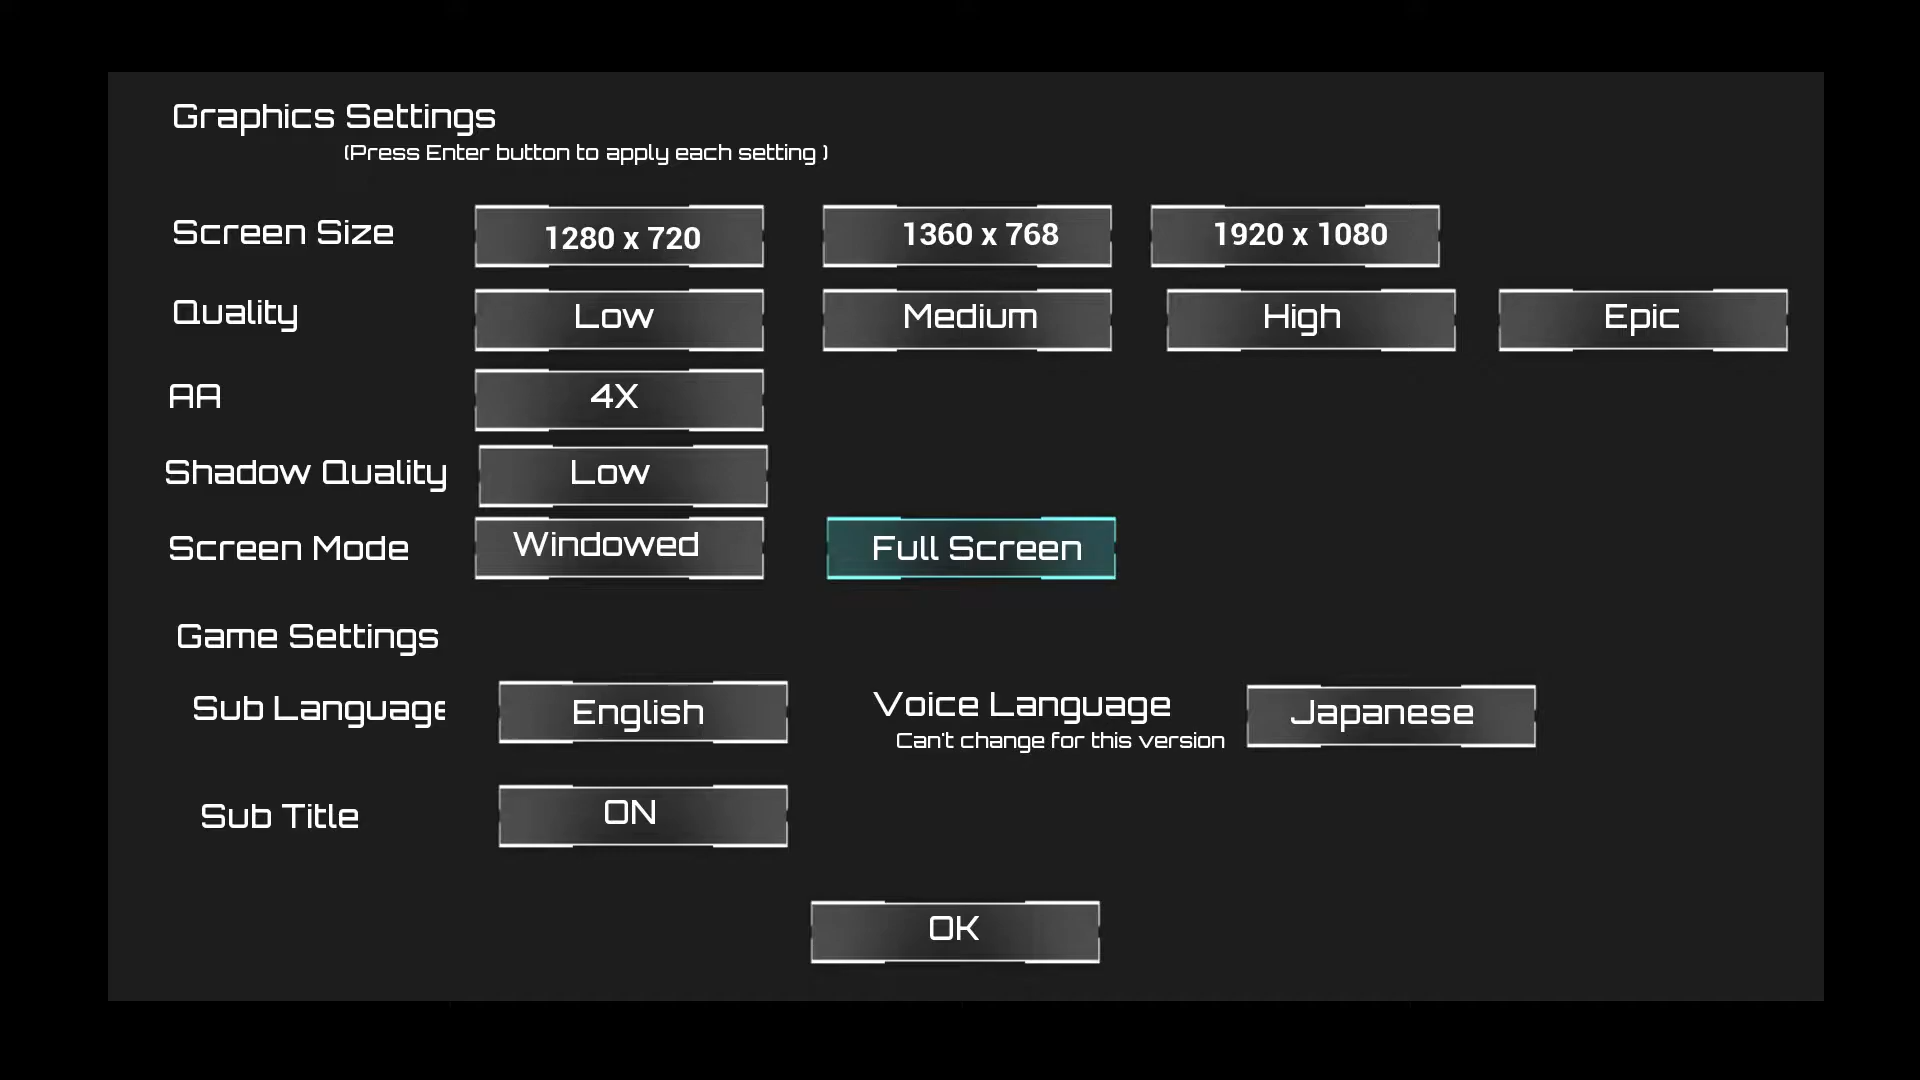 Graphics Settings
(Press Enter button to apply each setting )
Screen Size 1280 x 720 1360 x 768 1920 x 1080
Quality Low Medium High Epic
AA 4X
Shadow Quality Low
Screen Mode Windowed Full Screen
Game Settings
Sub Language English Voice Language Japanese
Can't change for this version
Sub Title ON
OK